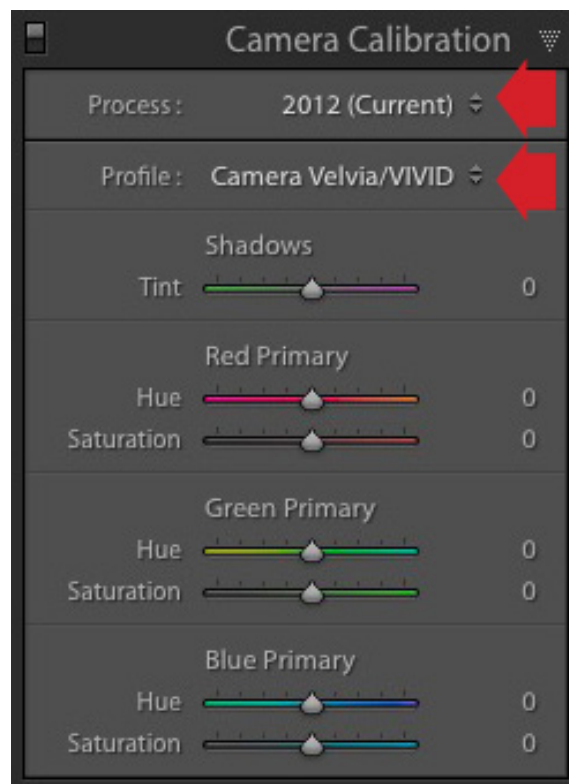 Camera Calibration
Process : 2012 (Current)
Profile : Camera Velvia/VIVID
Shadows
Tint 0
Red Primary
Hue 0
Saturation 0
Green Primary
Hue 0
Saturation 0
Blue Primary
Hue 0
Saturation 0